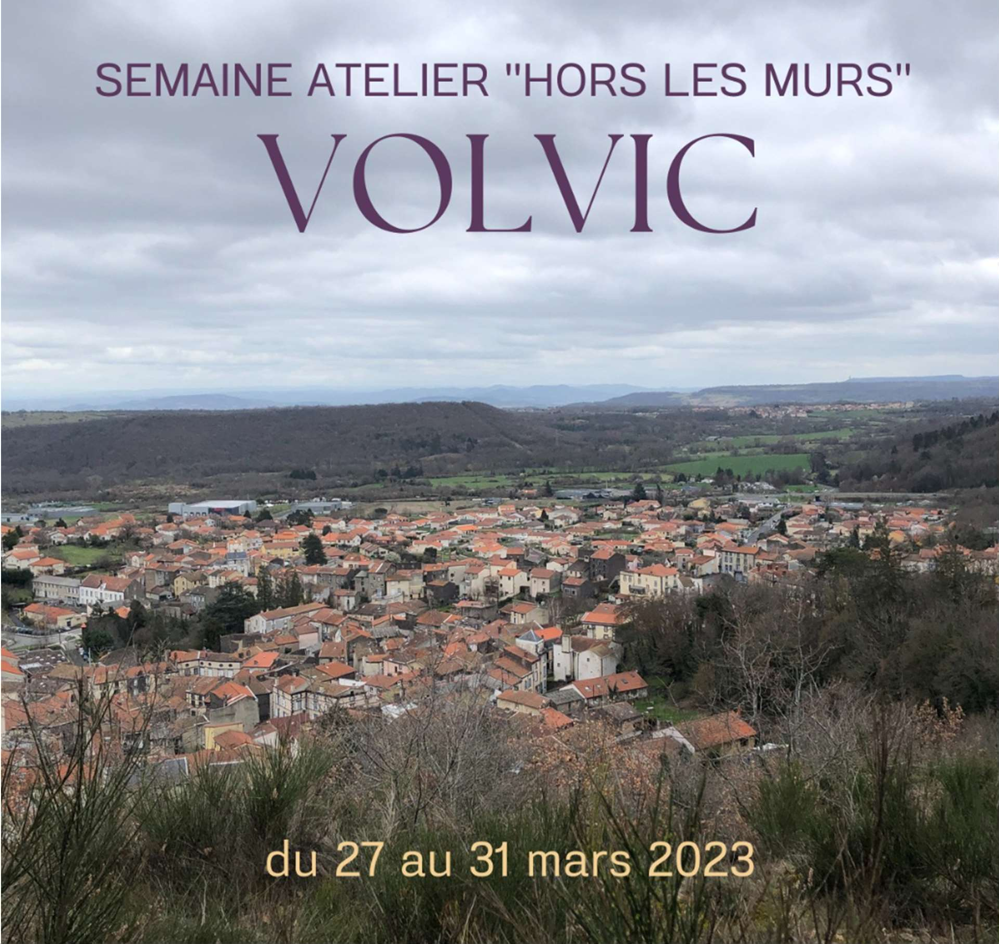 SEMAINE ATELIER "HORS LES MURS"
VOLVIC
du 27 au 31 mars 2023